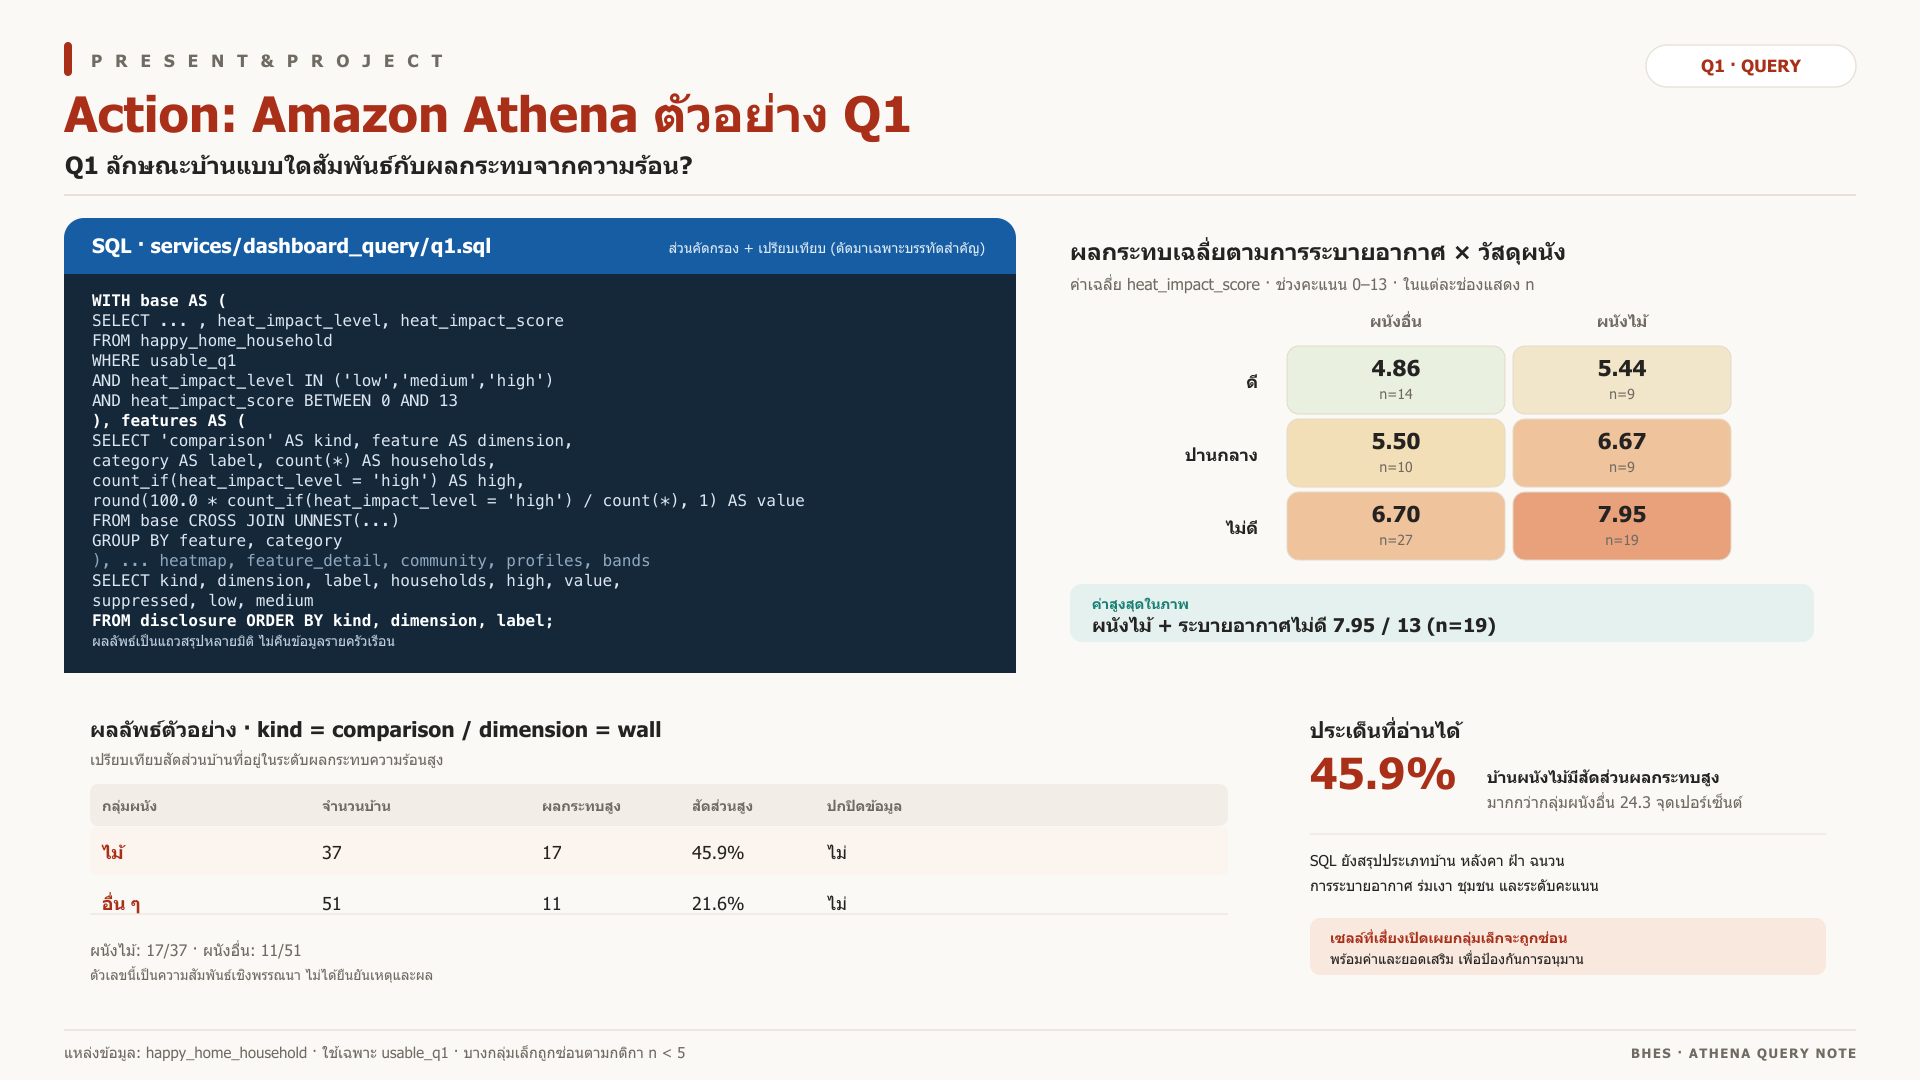 PRESENT&PROJECT
Q1 · QUERY
Action: Amazon Athena ตัวอย่าง Q1
Q1 ลักษณะบ้านแบบใดสัมพันธ์กับผลกระทบจากความร้อน?
SQL · services/dashboard_query/q1.sql
ส่วนคัดกรอง + เปรียบเทียบ (ตัดมาเฉพาะบรรทัดสำคัญ)
WITH base AS (
SELECT ... , heat_impact_level, heat_impact_score
FROM happy_home_household
WHERE usable_q1
AND heat_impact_level IN ('low','medium','high')
AND heat_impact_score BETWEEN 0 AND 13
), features AS (
SELECT 'comparison' AS kind, feature AS dimension,
category AS label, count(*) AS households,
count_if(heat_impact_level = 'high') AS high,
round(100.0 * count_if(heat_impact_level = 'high') / count(*), 1) AS value
FROM base CROSS JOIN UNNEST(...)
GROUP BY feature, category
), ... heatmap, feature_detail, community, profiles, bands
SELECT kind, dimension, label, households, high, value,
suppressed, low, medium
FROM disclosure ORDER BY kind, dimension, label;
ผลลัพธ์เป็นแถวสรุปหลายมิติ ไม่คืนข้อมูลรายครัวเรือน
ผลกระทบเฉลี่ยตามการระบายอากาศ × วัสดุผนัง
ค่าเฉลี่ย heat_impact_score · ช่วงคะแนน 0–13 · ในแต่ละช่องแสดง n
ผนังอื่น ผนังไม้
ดี 4.86 5.44
n=14 n=9
ปานกลาง 5.50 6.67
n=10 n=9
ไม่ดี 6.70 7.95
n=27 n=19
ค่าสูงสุดในภาพ
ผนังไม้ + ระบายอากาศไม่ดี 7.95 / 13 (n=19)
ผลลัพธ์ตัวอย่าง · kind = comparison / dimension = wall
เปรียบเทียบสัดส่วนบ้านที่อยู่ในระดับผลกระทบความร้อนสูง
กลุ่มผนัง จำนวนบ้าน ผลกระทบสูง สัดส่วนสูง ปกปิดข้อมูล
ไม้ 37 17 45.9% ไม่
อื่น ๆ 51 11 21.6% ไม่
ผนังไม้: 17/37 · ผนังอื่น: 11/51
ตัวเลขนี้เป็นความสัมพันธ์เชิงพรรณนา ไม่ได้ยืนยันเหตุและผล
ประเด็นที่อ่านได้
45.9%
บ้านผนังไม้มีสัดส่วนผลกระทบสูง
มากกว่ากลุ่มผนังอื่น 24.3 จุดเปอร์เซ็นต์
SQL ยังสรุปประเภทบ้าน หลังคา ฝ้า ฉนวน
การระบายอากาศ ร่มเงา ชุมชน และระดับคะแนน
เซลล์ที่เสี่ยงเปิดเผยกลุ่มเล็กจะถูกซ่อน
พร้อมค่าและยอดเสริม เพื่อป้องกันการอนุมาน
แหล่งข้อมูล: happy_home_household · ใช้เฉพาะ usable_q1 · บางกลุ่มเล็กถูกซ่อนตามกติกา n < 5
BHES · ATHENA QUERY NOTE